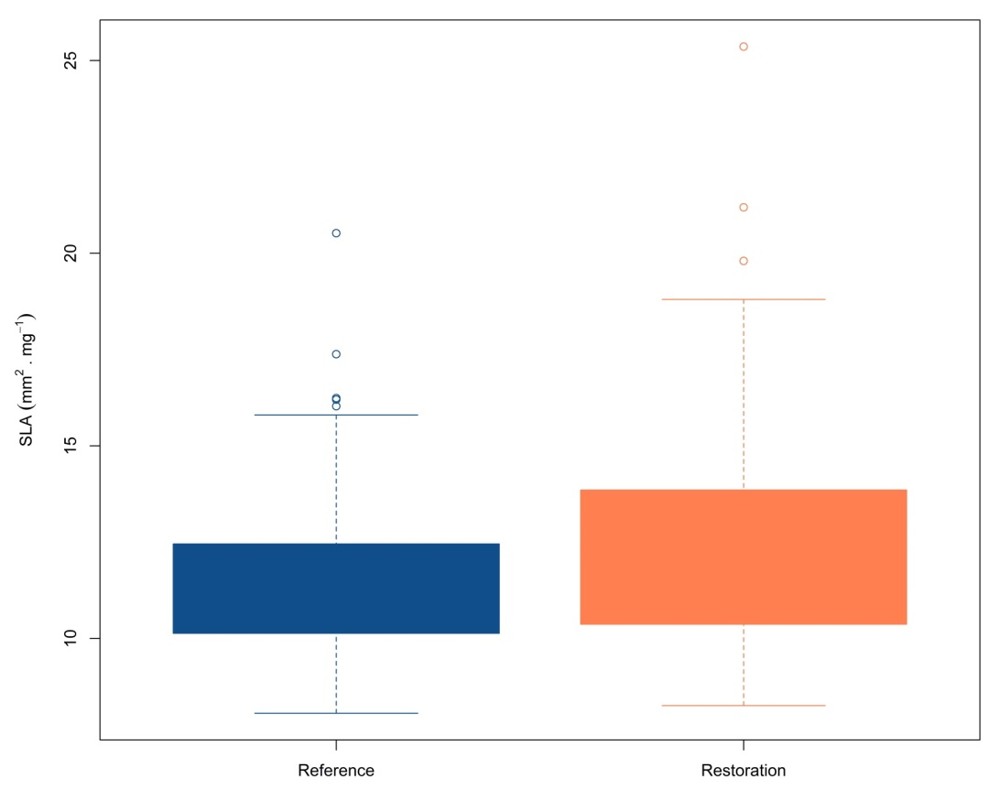 25
20
15
10
SLA (mm² . mg⁻¹)
Reference
Restoration